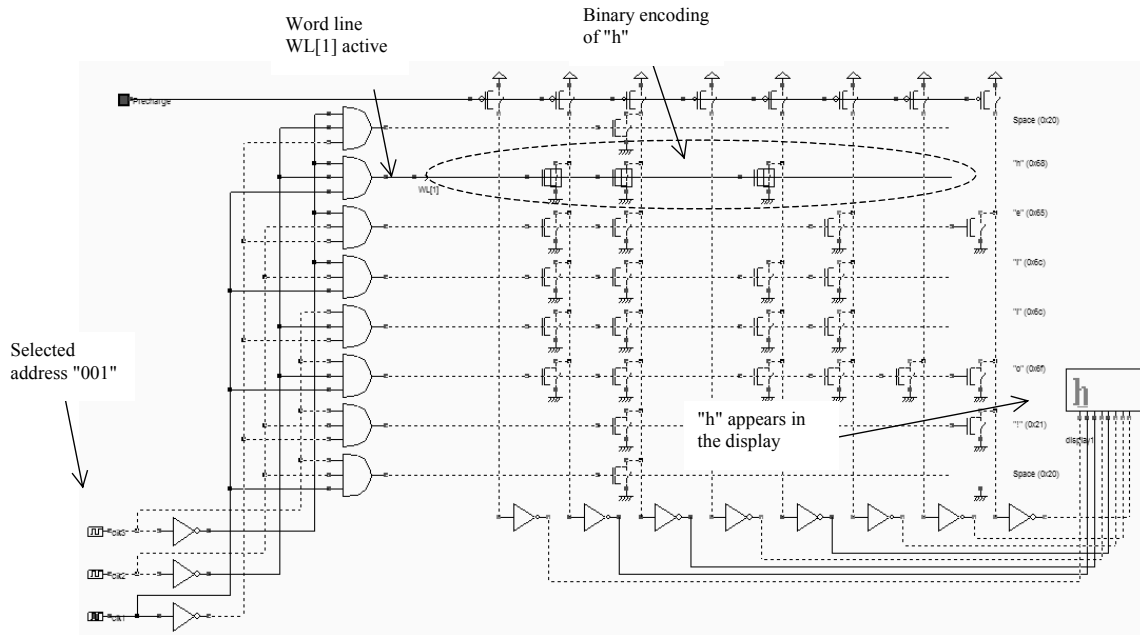 Word line
WL[1] active
Binary encoding
of "h"
Precharge
Space (0x20)
"h" (0x68)
WL[1]
"e" (0x65)
"l" (0x6c)
"l" (0x6c)
"o" (0x6f)
Selected
address "001"
h
"h" appears in
the display
"!" (0x21)
display1
Space (0x20)
clk3
clk2
clk1